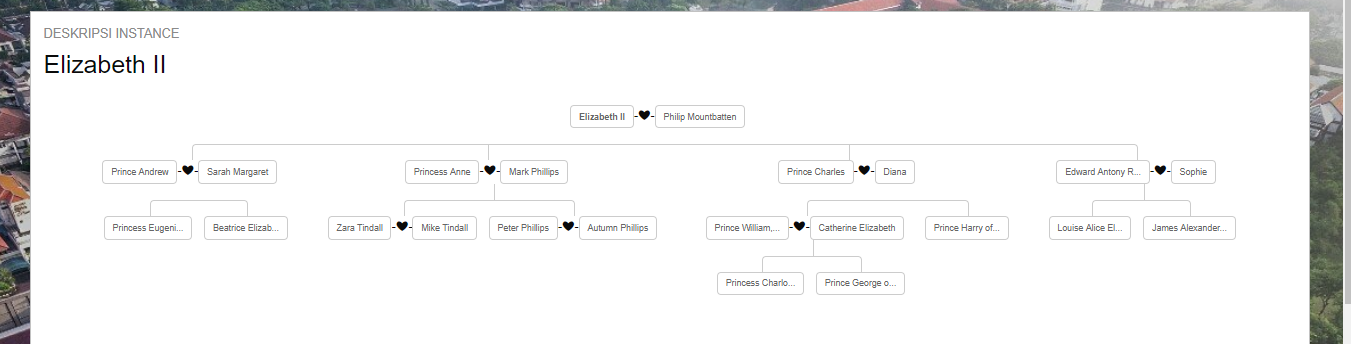 DESKRIPSI INSTANCE
Elizabeth II
Elizabeth II Philip Mountbatten
Prince Andrew Sarah Margaret Princess Anne Mark Phillips Prince Charles Diana Edward Antony R... Sophie
Princess Eugeni... Beatrice Elizab... Zara Tindall Mike Tindall Peter Phillips Autumn Phillips Prince William,... Catherine Elizabeth Prince Harry of... Louise Alice El... James Alexander...
Princess Charlo... Prince George o...